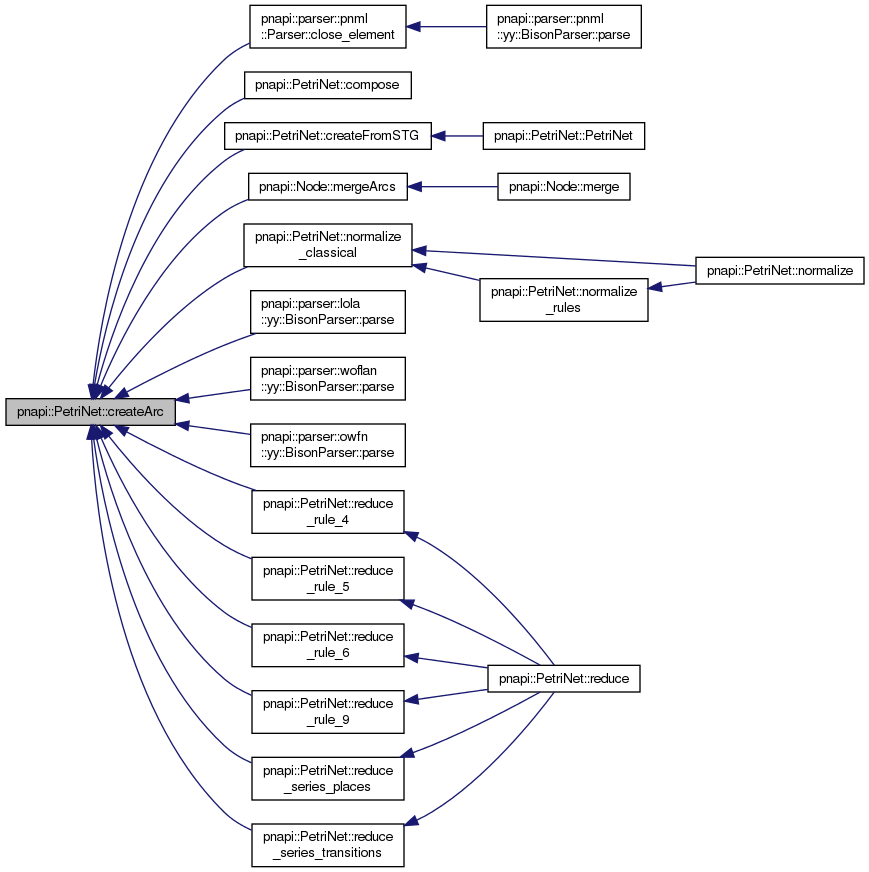 pnapi::parser::pnml
::Parser::close_element
pnapi::parser::pnml
::yy::BisonParser::parse
pnapi::PetriNet::compose
pnapi::PetriNet::createFromSTG
pnapi::PetriNet::PetriNet
pnapi::Node::mergeArcs
pnapi::Node::merge
pnapi::PetriNet::normalize
_classical
pnapi::PetriNet::normalize
_rules
pnapi::PetriNet::normalize
pnapi::parser::lola
::yy::BisonParser::parse
pnapi::parser::woflan
::yy::BisonParser::parse
pnapi::PetriNet::createArc
pnapi::parser::owfn
::yy::BisonParser::parse
pnapi::PetriNet::reduce
_rule_4
pnapi::PetriNet::reduce
_rule_5
pnapi::PetriNet::reduce
_rule_6
pnapi::PetriNet::reduce
pnapi::PetriNet::reduce
_rule_9
pnapi::PetriNet::reduce
_series_places
pnapi::PetriNet::reduce
_series_transitions